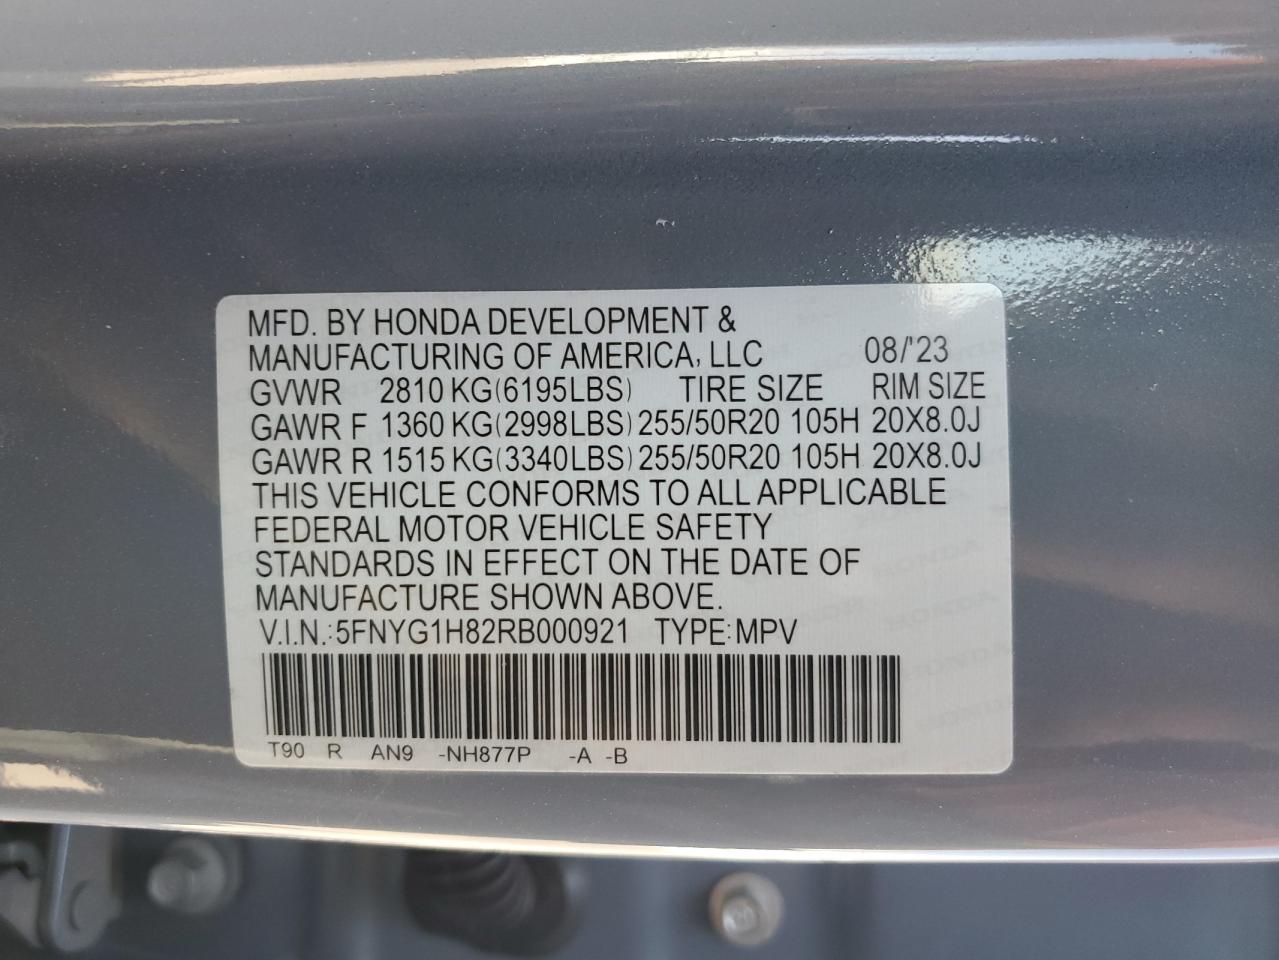 MFD. BY HONDA DEVELOPMENT &
MANUFACTURING OF AMERICA, LLC 08/'23
GVWR 2810 KG(6195LBS) TIRE SIZE RIM SIZE
GAWR F 1360 KG(2998LBS) 255/50R20 105H 20X8.0J
GAWR R 1515 KG(3340LBS) 255/50R20 105H 20X8.0J
THIS VEHICLE CONFORMS TO ALL APPLICABLE
FEDERAL MOTOR VEHICLE SAFETY
STANDARDS IN EFFECT ON THE DATE OF
MANUFACTURE SHOWN ABOVE.
V.I.N.:5FNYG1H82RB000921 TYPE:MPV
T90 R AN9 -NH877P -A -B